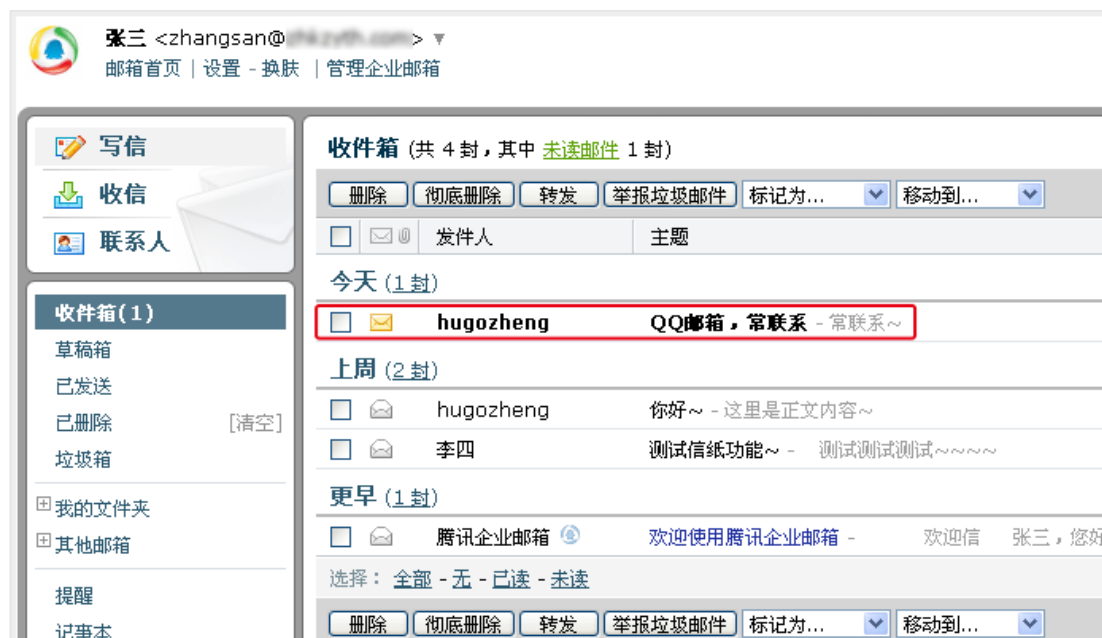 张三 <zhangsan@
邮箱首页 | 设置 - 换肤 | 管理企业邮箱
写信
收信
联系人
收件箱(1)
草稿箱
已发送
已删除 [清空]
垃圾箱
我的文件夹
其他邮箱
提醒
记事本
收件箱 (共 4 封，其中 未读邮件 1 封)
删除 彻底删除 转发 举报垃圾邮件 标记为... 移动到...
发件人 主题
今天 (1 封)
hugozheng QQ邮箱，常联系 - 常联系~
上周 (2 封)
hugozheng 你好~ - 这里是正文内容~
李四 测试信纸功能~ - 测试测试测试~~~~
更早 (1 封)
腾讯企业邮箱 欢迎使用腾讯企业邮箱 - 欢迎信 张三，您好
选择： 全部 - 无 - 已读 - 未读
删除 彻底删除 转发 举报垃圾邮件 标记为... 移动到...